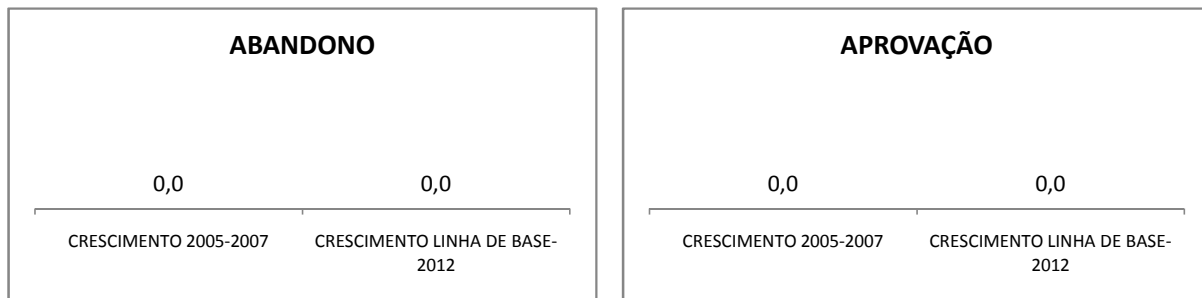 ABANDONO
0,0
0,0
CRESCIMENTO 2005-2007
CRESCIMENTO LINHA DE BASE-
2012
APROVAÇÃO
0,0
0,0
CRESCIMENTO 2005-2007
CRESCIMENTO LINHA DE BASE-
2012